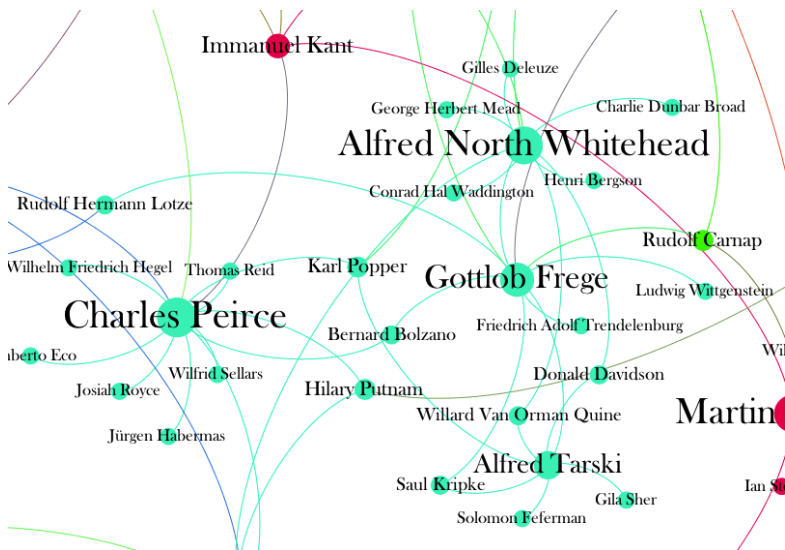 Immanuel Kant
Gilles Deleuze
George Herbert Mead
Charlie Dunbar Broad
Alfred North Whitehead
Henri Bergson
Conrad Hal Waddington
Rudolf Hermann Lotze
Rudolf Carnap
Wilhelm Friedrich Hegel
Thomas Reid
Karl Popper
Gottlob Frege
Ludwig Wittgenstein
Charles Peirce
Friedrich Adolf Trendelenburg
Bernard Bolzano
Eco
Wilfrid Sellars
Donald Davidson
Josiah Royce
Hilary Putnam
Willard Van Orman Quine
Martin
Jürgen Habermas
Alfred Tarski
Saul Kripke
Ian
Gila Sher
Solomon Feferman